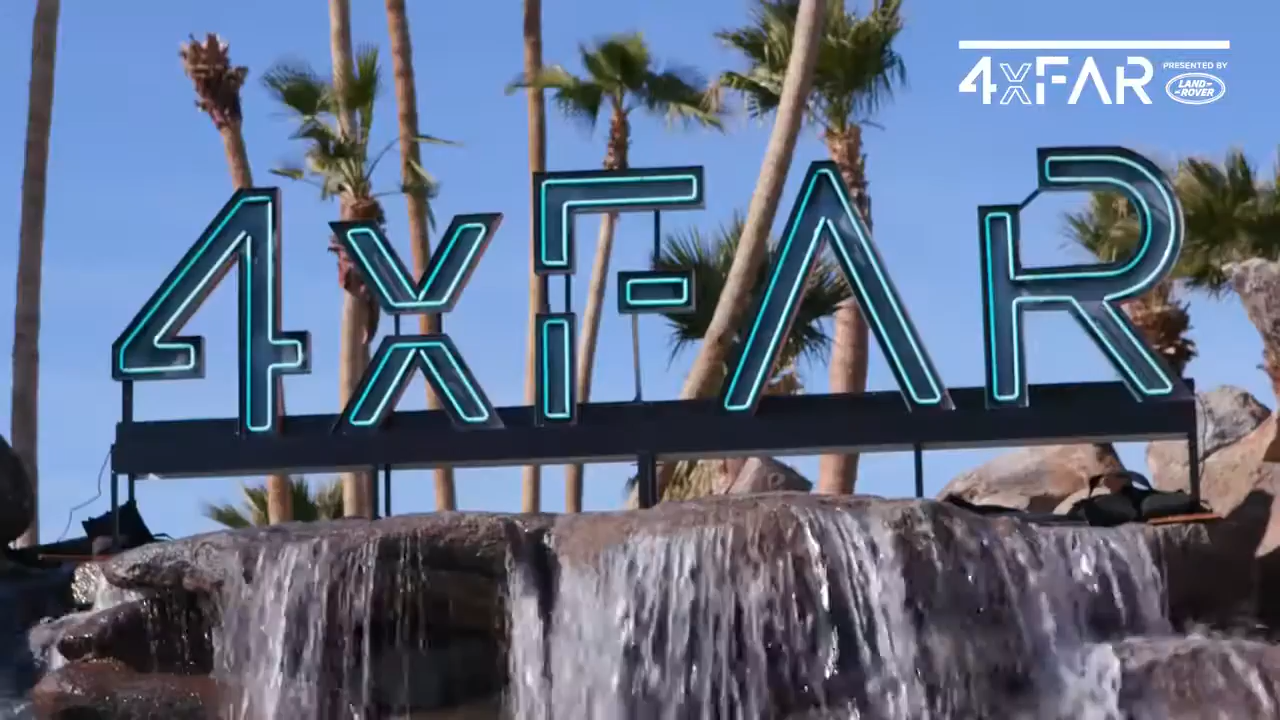 4xFAR
PRESENTED BY
LAND
ROVER
4xFAR